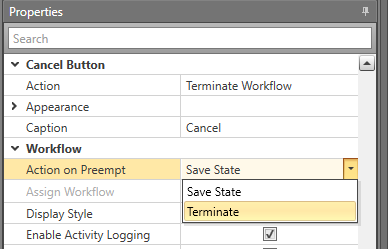 Properties
Search
Cancel Button
Action Terminate Workflow
Appearance
Caption Cancel
Workflow
Action on Preempt Save State
Assign Workflow Save State
Display Style Terminate
Enable Activity Logging